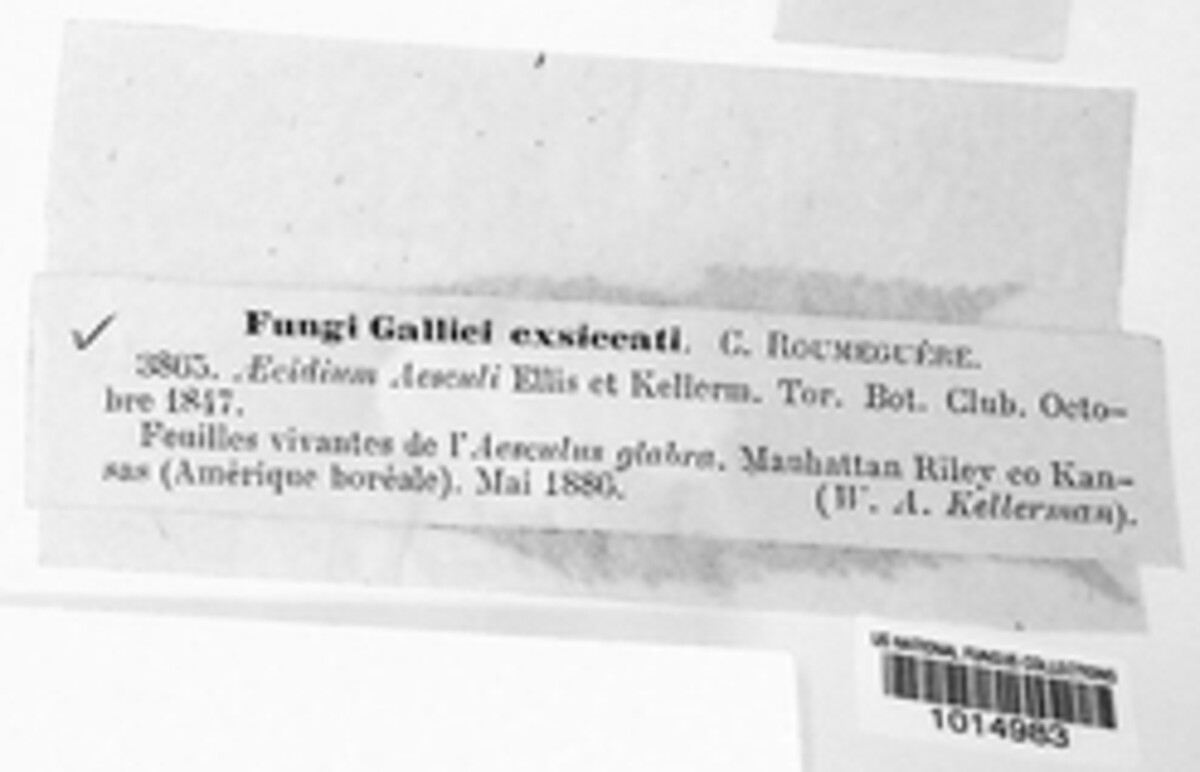 Fungi Gallici exsiccati. C. ROUMEGUÈRE.
3865. Æcidium Aesculi Ellis et Kellerm. Tor. Bot. Club. Octo-
bre 1847.
Feuilles vivantes de l'Aesculus glabra. Manhattan Riley co Kan-
sas (Amérique boréale). Mai 1886.
(W. A. Kellerman).
US NATIONAL FUNGUS COLLECTIONS
1014983